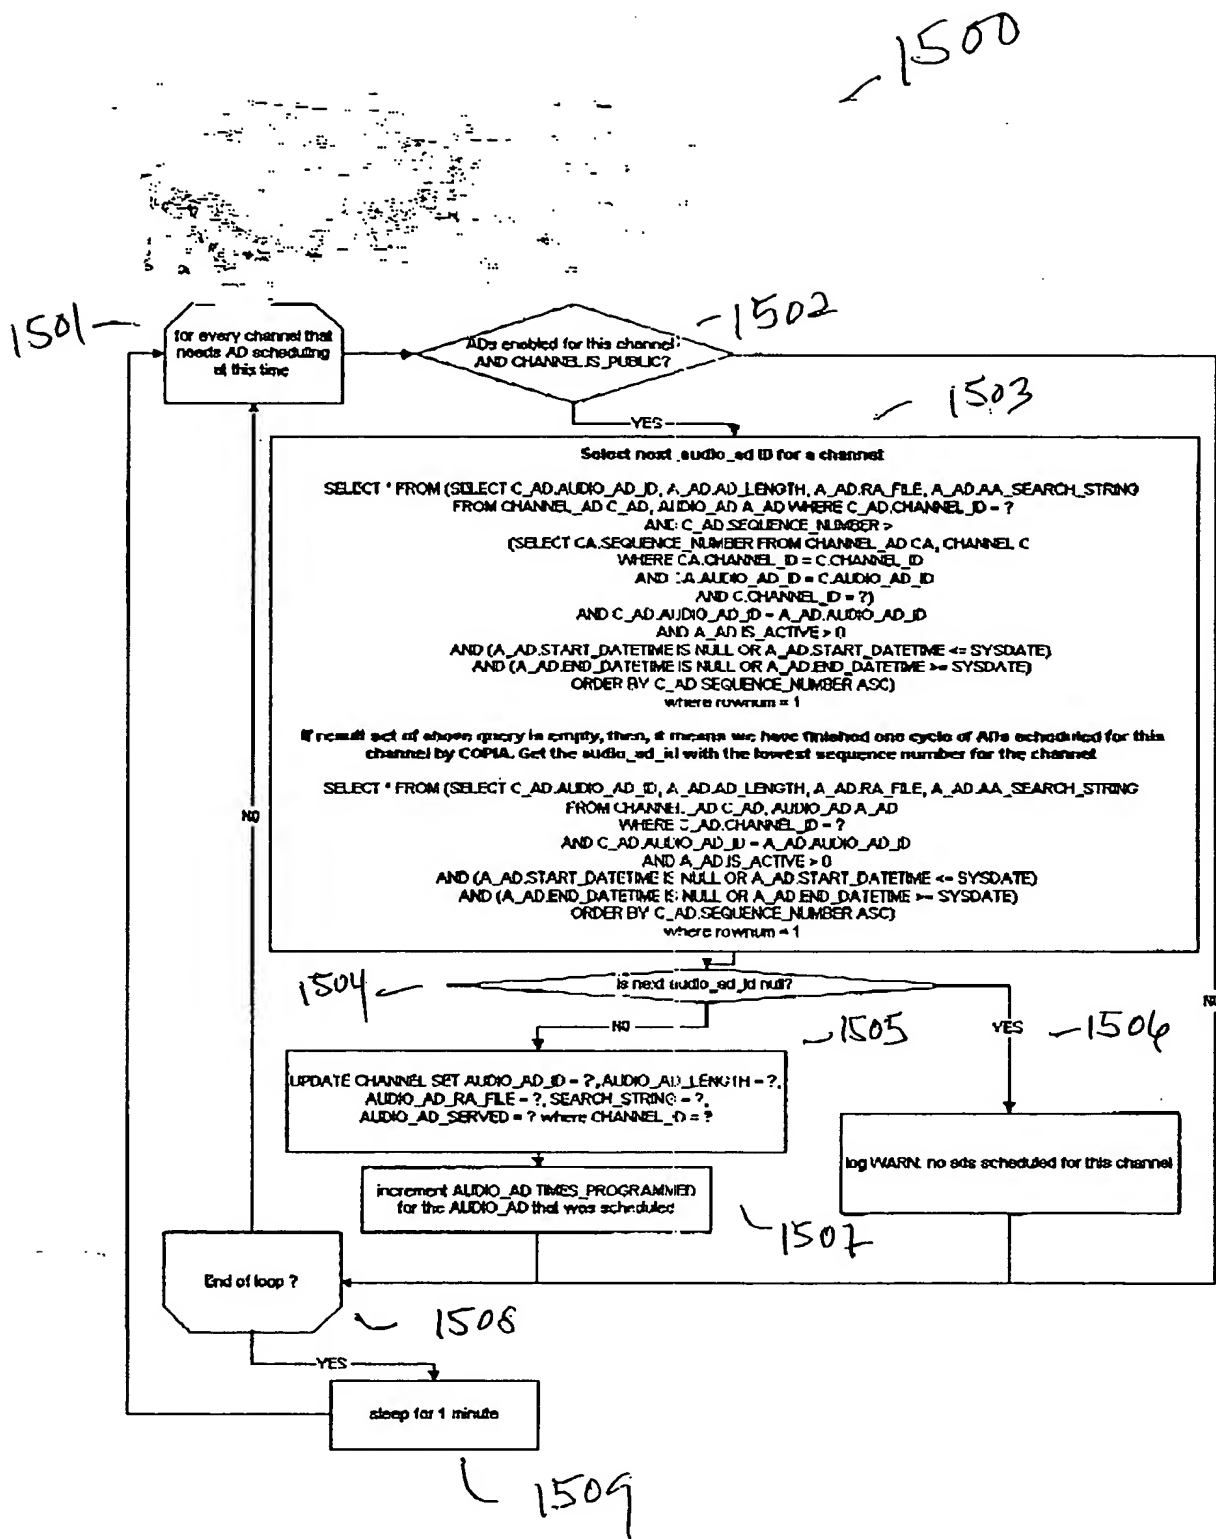 1500
1501
for every channel that
needs AD scheduling
at this time
ADs enabled for this channel
AND CHANNEL.IS_PUBLIC?
1502
NO
YES
1503
Select next audio_ad ID for a channel
SELECT * FROM (SELECT C_AD.AUDIO_AD_ID, A_AD.AD_LENGTH, A_AD.RA_FILE, A_AD.AA_SEARCH_STRING
FROM CHANNEL_AD C_AD, AUDIO_AD A_AD WHERE C_AD.CHANNEL_ID = ?
AND C_AD.SEQUENCE_NUMBER >
(SELECT CA.SEQUENCE_NUMBER FROM CHANNEL_AD CA, CHANNEL C
WHERE CA.CHANNEL_ID = C.CHANNEL_ID
AND CA.AUDIO_AD_ID = C.AUDIO_AD_ID
AND C.CHANNEL_ID = ?)
AND C_AD.AUDIO_AD_ID = A_AD.AUDIO_AD_ID
AND A_AD.IS_ACTIVE > 0
AND (A_AD.START_DATETIME IS NULL OR A_AD.START_DATETIME <= SYSDATE)
AND (A_AD.END_DATETIME IS NULL OR A_AD.END_DATETIME >= SYSDATE)
ORDER BY C_AD.SEQUENCE_NUMBER ASC)
where rownum = 1
If result set of above query is empty, then, it means we have finished one cycle of ADs scheduled for this
channel by COPIA. Get the audio_ad_id with the lowest sequence number for the channel
SELECT * FROM (SELECT C_AD.AUDIO_AD_ID, A_AD.AD_LENGTH, A_AD.RA_FILE, A_AD.AA_SEARCH_STRING
FROM CHANNEL_AD C_AD, AUDIO_AD A_AD
WHERE C_AD.CHANNEL_ID = ?
AND C_AD.AUDIO_AD_ID = A_AD.AUDIO_AD_ID
AND A_AD.IS_ACTIVE > 0
AND (A_AD.START_DATETIME IS NULL OR A_AD.START_DATETIME <= SYSDATE)
AND (A_AD.END_DATETIME IS NULL OR A_AD.END_DATETIME >= SYSDATE)
ORDER BY C_AD.SEQUENCE_NUMBER ASC)
where rownum = 1
1504
is next audio_ad_id null?
NO
NO
1505
YES
1506
UPDATE CHANNEL SET AUDIO_AD_ID = ?, AUDIO_AD_LENGTH = ?,
AUDIO_AD_RA_FILE = ?, SEARCH_STRING = ?,
AUDIO_AD_SERVED = ? where CHANNEL_ID = ?
log WARN: no ads scheduled for this channel
increment AUDIO_AD TIMES_PROGRAMMED
for the AUDIO_AD that was scheduled
1507
End of loop ?
1508
YES
sleep for 1 minute
1509